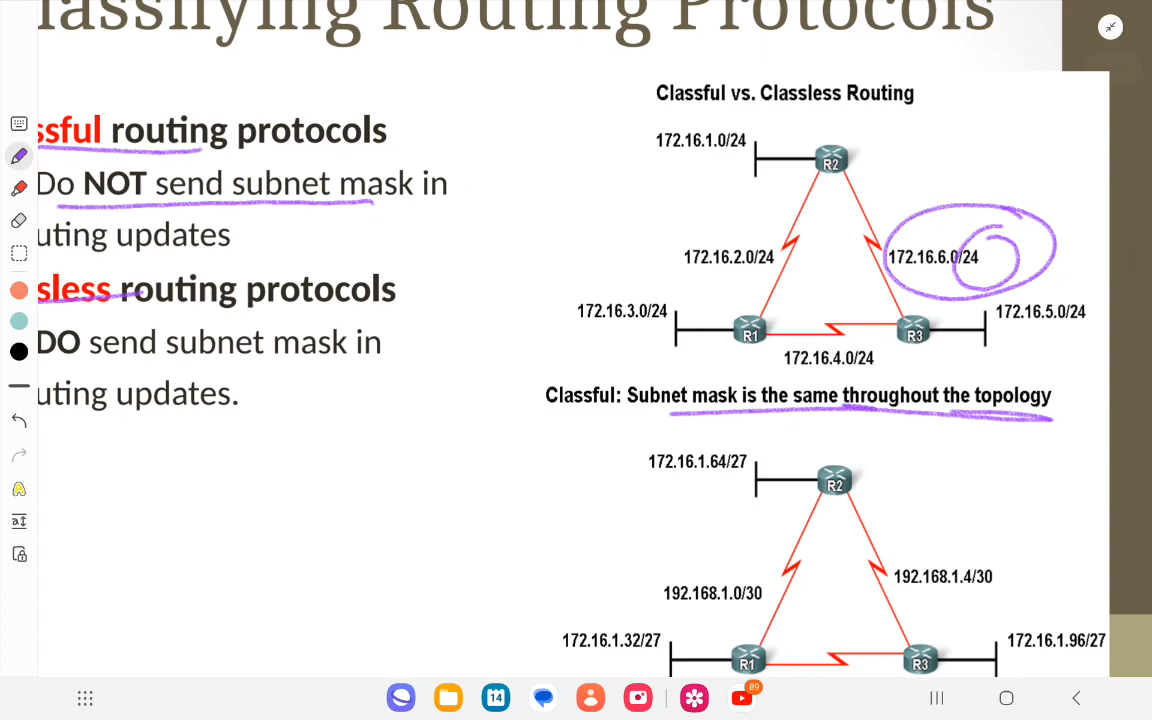 lassifying Routing Protocols
ssful routing protocols
Do NOT send subnet mask in
uting updates
sless routing protocols
DO send subnet mask in
uting updates.
Classful vs. Classless Routing
172.16.1.0/24
R2
172.16.2.0/24
172.16.6.0/24
172.16.3.0/24
172.16.5.0/24
R1
R3
172.16.4.0/24
Classful: Subnet mask is the same throughout the topology
172.16.1.64/27
R2
192.168.1.4/30
192.168.1.0/30
172.16.1.32/27
172.16.1.96/27
R1
R3
14
89